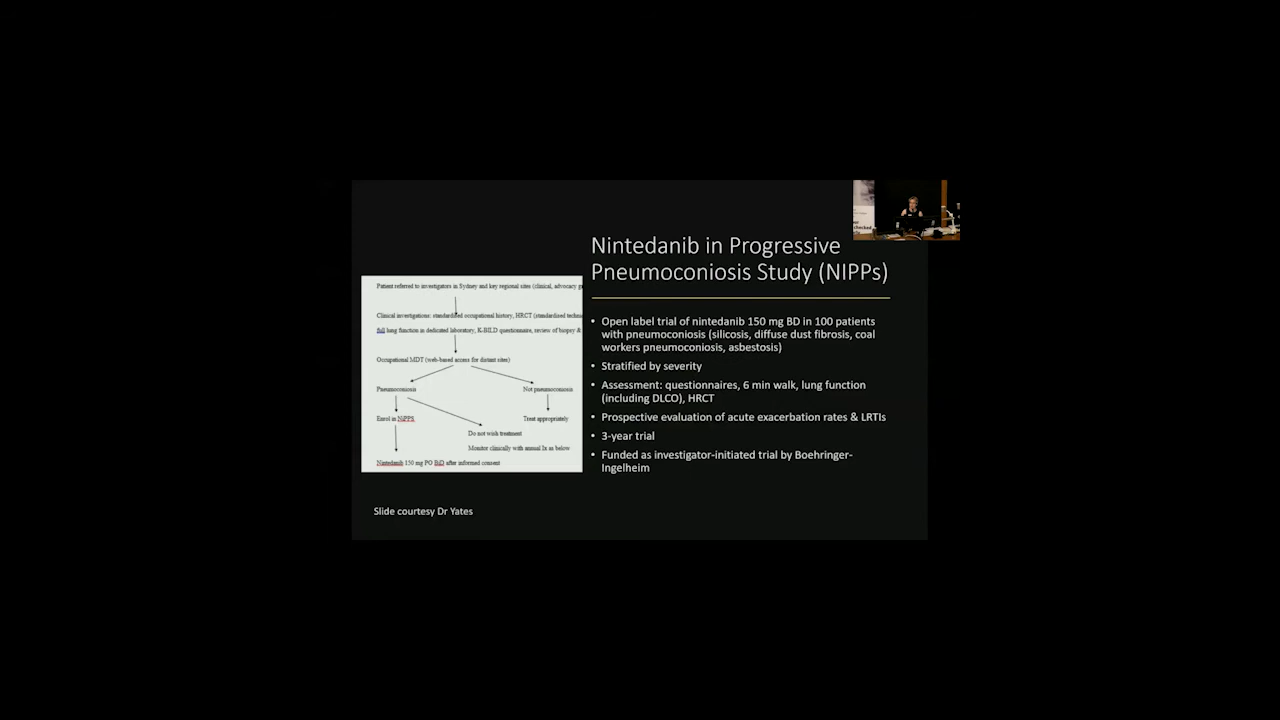 Nintedanib in Progressive
Pneumoconiosis Study (NIPPs)
Patient referred to investigators in Sydney and key regional sites (clinical, advocacy
Clinical investigations: standardized occupational history, HRCT (standardized
full lung function in dedicated laboratory, K-BILD questionnaire, review of biopsy &
Occupational MDT (web-based access for distant sites)
Pneumoconiosis
Not pneumoconiosis
Enrol in NiPPS
Treat appropriately
Do not wish treatment
Monitor clinically with annual Ix as below
Nintedanib 150 mg PO BiD after informed consent
• Open label trial of nintedanib 150 mg BD in 100 patients
with pneumoconiosis (silicosis, diffuse dust fibrosis, coal
workers pneumoconiosis, asbestosis)
• Stratified by severity
• Assessment: questionnaires, 6 min walk, lung function
(including DLCO), HRCT
• Prospective evaluation of acute exacerbation rates & LRTIs
• 3-year trial
• Funded as investigator-initiated trial by Boehringer-
Ingelheim
Slide courtesy Dr Yates